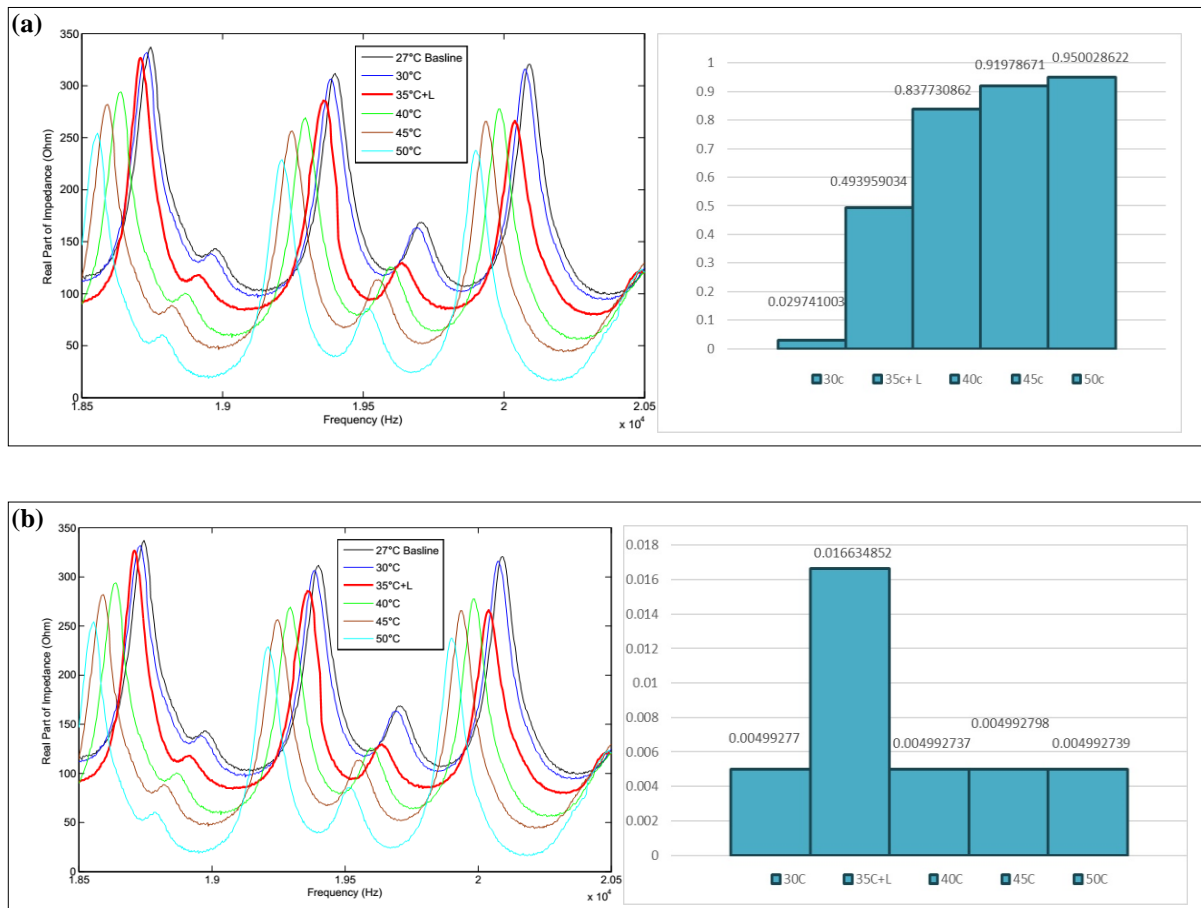 (a)
350
300
250
200
150
100
50
0
Real Part of Impedance (Ohm)
27°C Basline
30°C
35°C+L
40°C
45°C
50°C
1.85
1.9
1.95
2
2.05
Frequency (Hz)
x 10⁴
1
0.9
0.8
0.7
0.6
0.5
0.4
0.3
0.2
0.1
0
0.029741003
0.493959034
0.837730862
0.91978671
0.950028622
30c
35c+ L
40c
45c
50c
(b)
350
300
250
200
150
100
50
0
Real Part of Impedance (Ohm)
27°C Basline
30°C
35°C+L
40°C
45°C
50°C
1.85
1.9
1.95
2
2.05
Frequency (Hz)
x 10⁴
0.018
0.016
0.014
0.012
0.01
0.008
0.006
0.004
0.002
0
0.00499277
0.016634852
0.004992737
0.004992798
0.004992739
30C
35C+L
40C
45C
50C